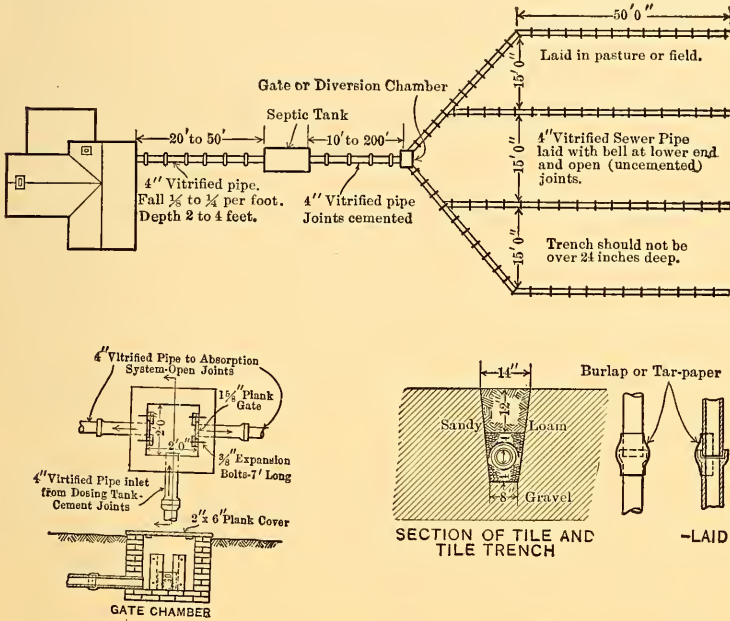 50'0"
Laid in pasture or field.
15'0"
Gate or Diversion Chamber
Septic Tank
20' to 50'
10' to 200'
4" Vitrified Sewer Pipe
laid with bell at lower end
and open (uncemented)
joints.
15'0"
4" Vitrified pipe.
Fall ⅛ to ¼ per foot.
Depth 2 to 4 feet.
4" Vitrified pipe
Joints cemented
15'0"
Trench should not be
over 24 inches deep.
4" Vitrified Pipe to Absorption
System-Open Joints
1⅝" Plank
Gate
2'0"
2'0"
⅜" Expansion
Bolts-7' Long
4" Virtified Pipe inlet
from Dosing Tank-
Cement Joints
2" x 6" Plank Cover
GATE CHAMBER
14"
12"
Sandy Loam
8"
Gravel
SECTION OF TILE AND
TILE TRENCH
Burlap or Tar-paper
-LAID